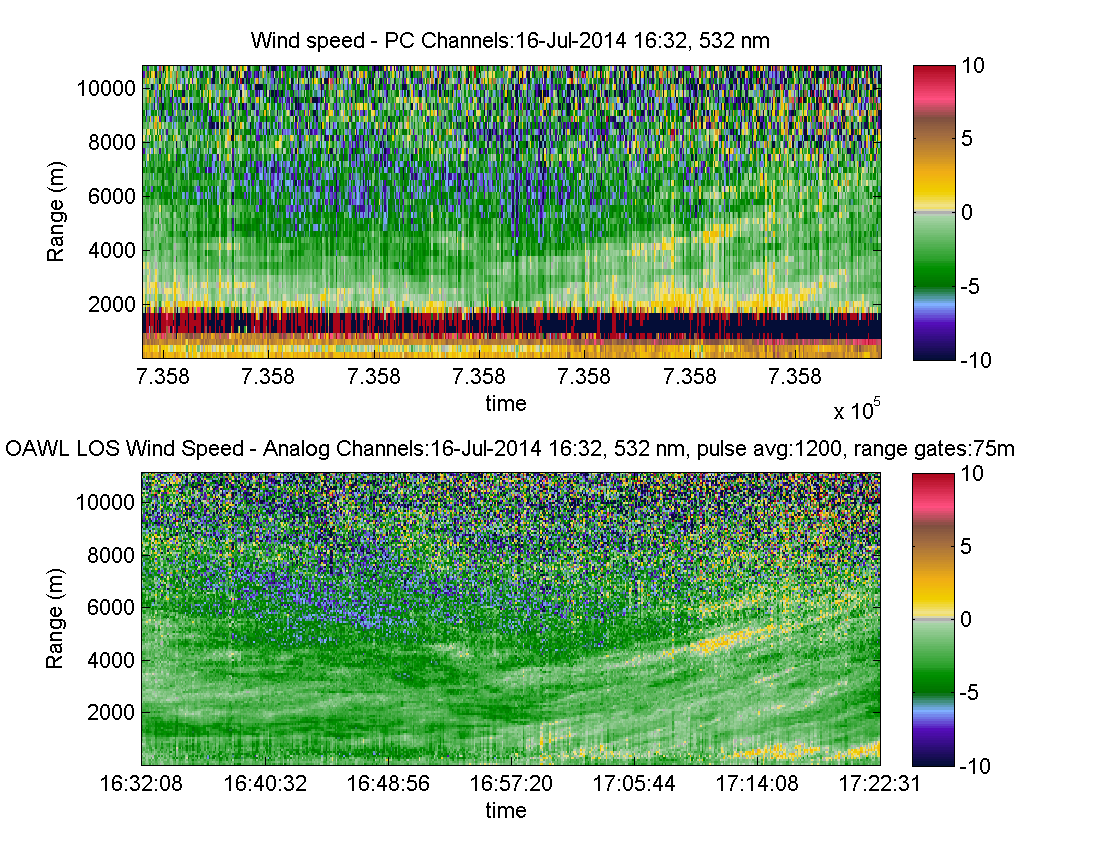 Wind speed - PC Channels:16-Jul-2014 16:32, 532 nm
10000
8000
6000
4000
2000
Range (m)
7.358 7.358 7.358 7.358 7.358 7.358 7.358
time
x 10^5
10
5
0
-5
-10
OAWL LOS Wind Speed - Analog Channels:16-Jul-2014 16:32, 532 nm, pulse avg:1200, range gates:75m
10000
8000
6000
4000
2000
Range (m)
16:32:08 16:40:32 16:48:56 16:57:20 17:05:44 17:14:08 17:22:31
time
10
5
0
-5
-10